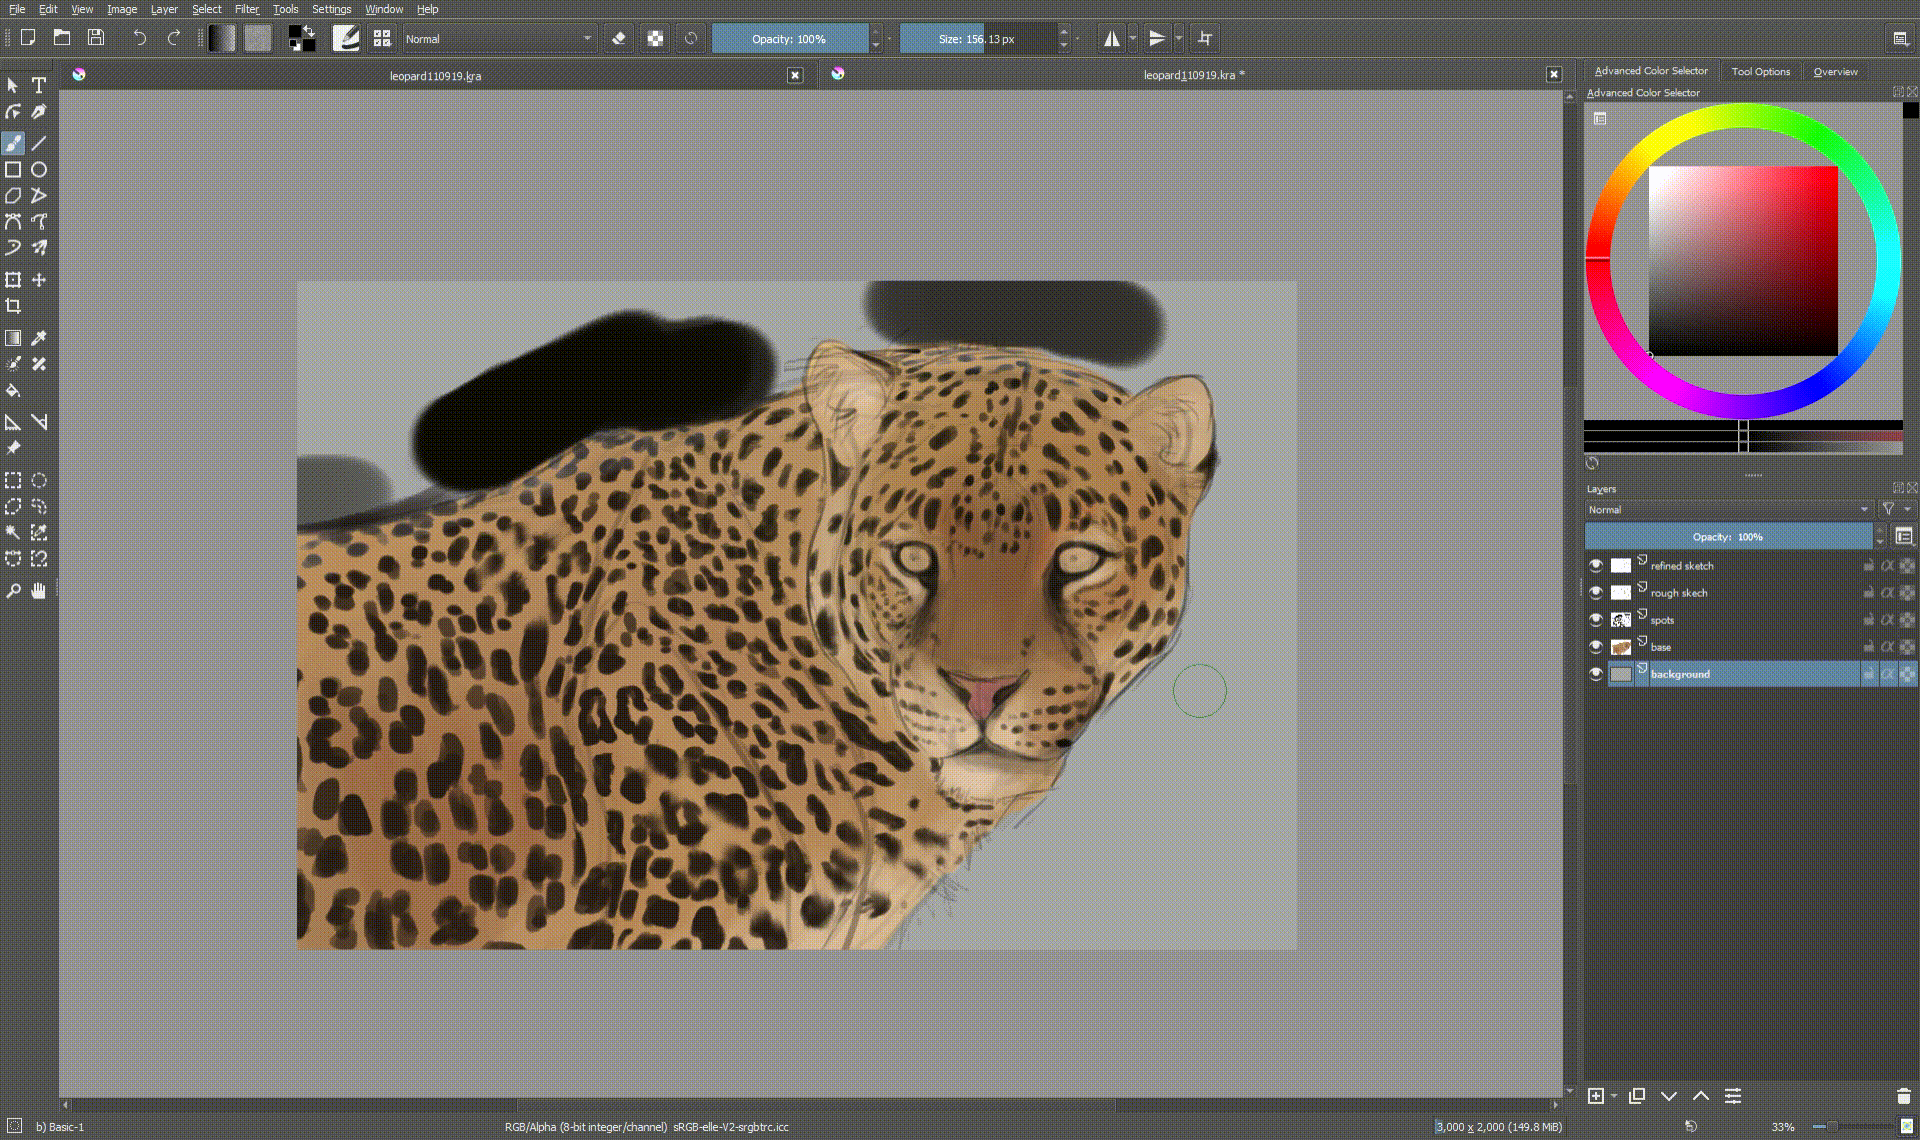 File Edit View Image Layer Select Filter Tools Settings Window Help
Normal Opacity: 100% Size: 156.13 px
leopard110919.kra leopard110919.kra *
Advanced Color Selector Tool Options Overview
Advanced Color Selector
Layers
Normal
Opacity: 100%
refined sketch
rough skech
spots
base
background
b) Basic-1 RGB/Alpha (8-bit integer/channel) sRGB-elle-V2-srgbtrc.icc 3,000 x 2,000 (149.8 MiB) 33%